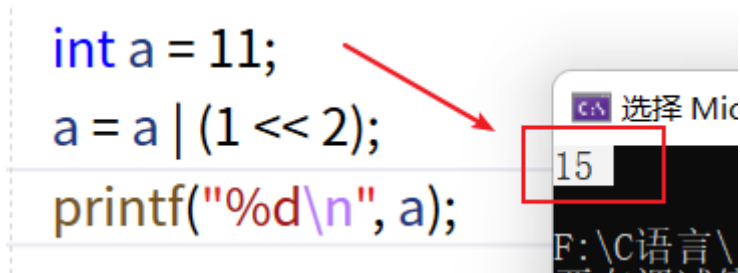 int a = 11;
a = a | (1 << 2);
printf("%d\n", a);
选择 Mic
15
F:\C语言\